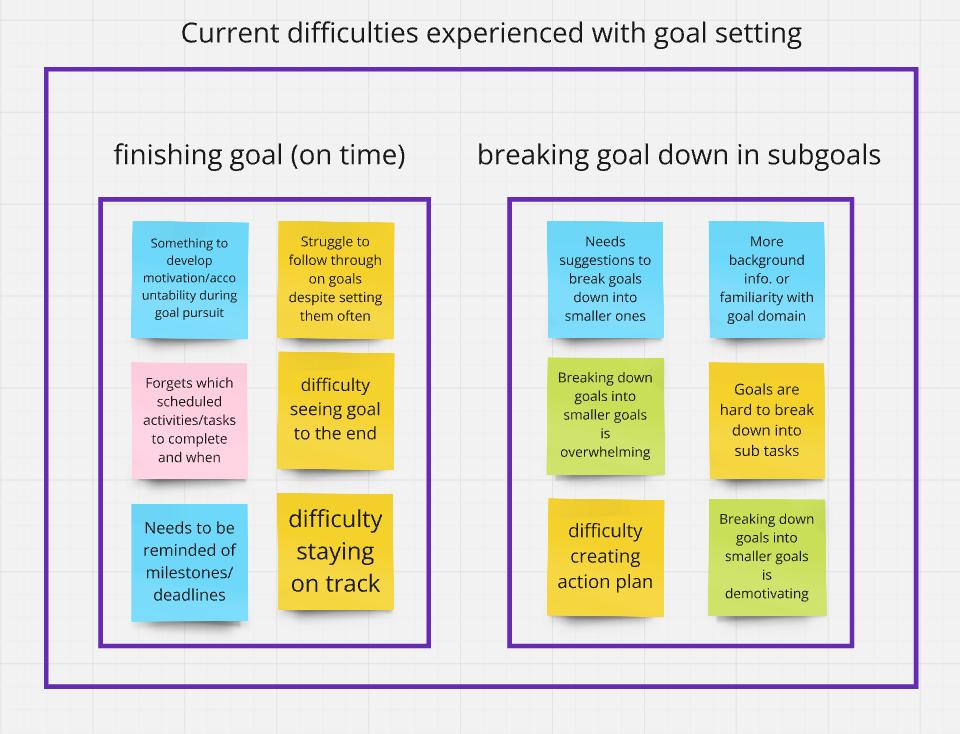 Current difficulties experienced with goal setting
finishing goal (on time)
Something to
develop
motivation/acco
untability during
goal pursuit
Struggle to
follow through
on goals
despite setting
them often
Forgets which
scheduled
activities/tasks
to complete
and when
difficulty
seeing goal
to the end
Needs to be
reminded of
milestones/
deadlines
difficulty
staying
on track
breaking goal down in subgoals
Needs
suggestions to
break goals
down into
smaller ones
More
background
info. or
familiarity with
goal domain
Breaking down
goals into
smaller goals
is
overwhelming
Goals are
hard to break
down into
sub tasks
difficulty
creating
action plan
Breaking down
goals into
smaller goals
is
demotivating